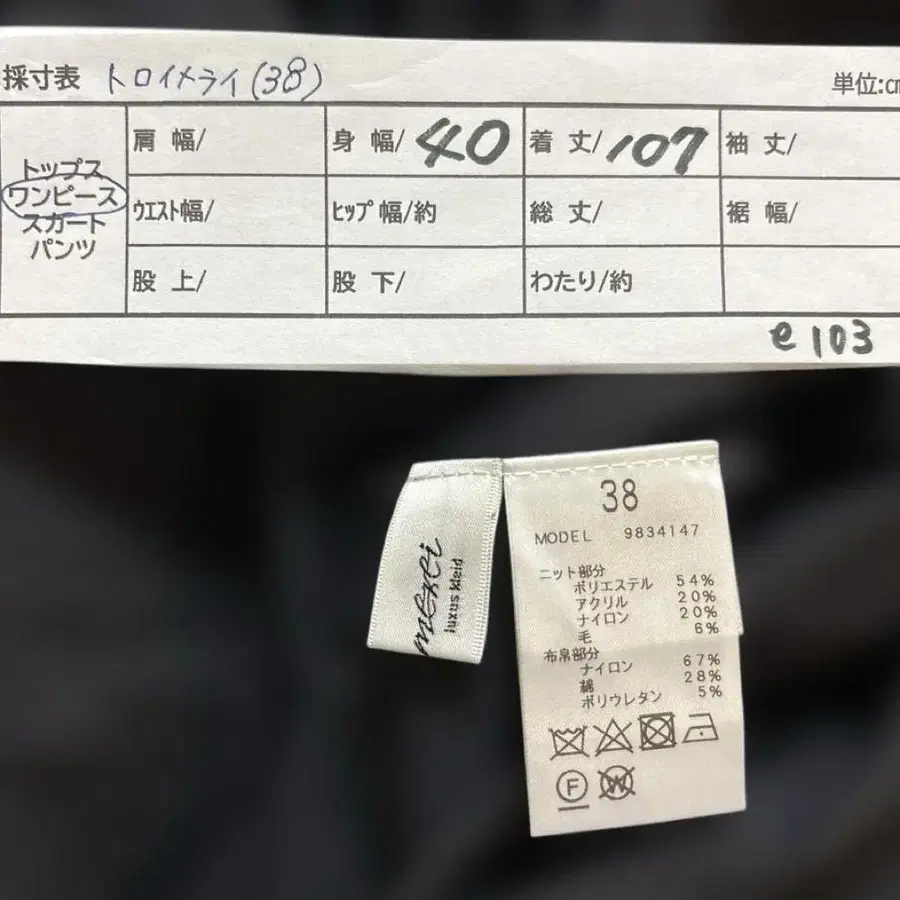 採寸表 トロイメライ(38) 単位:cm
トップス
ワンピース
スカート
パンツ
肩 幅/ 身 幅/ 40 着 丈/ 107 袖 丈/
ウエスト幅/ ヒップ幅/約 総 丈/ 裾 幅/
股 上/ 股 下/ わたり/約
e103
merei
luxus kleid
38
MODEL 9834147
ニット部分
ポリエステル 54%
アクリル 20%
ナイロン 20%
毛 6%
布帛部分
ナイロン 67%
綿 28%
ポリウレタン 5%
F
W